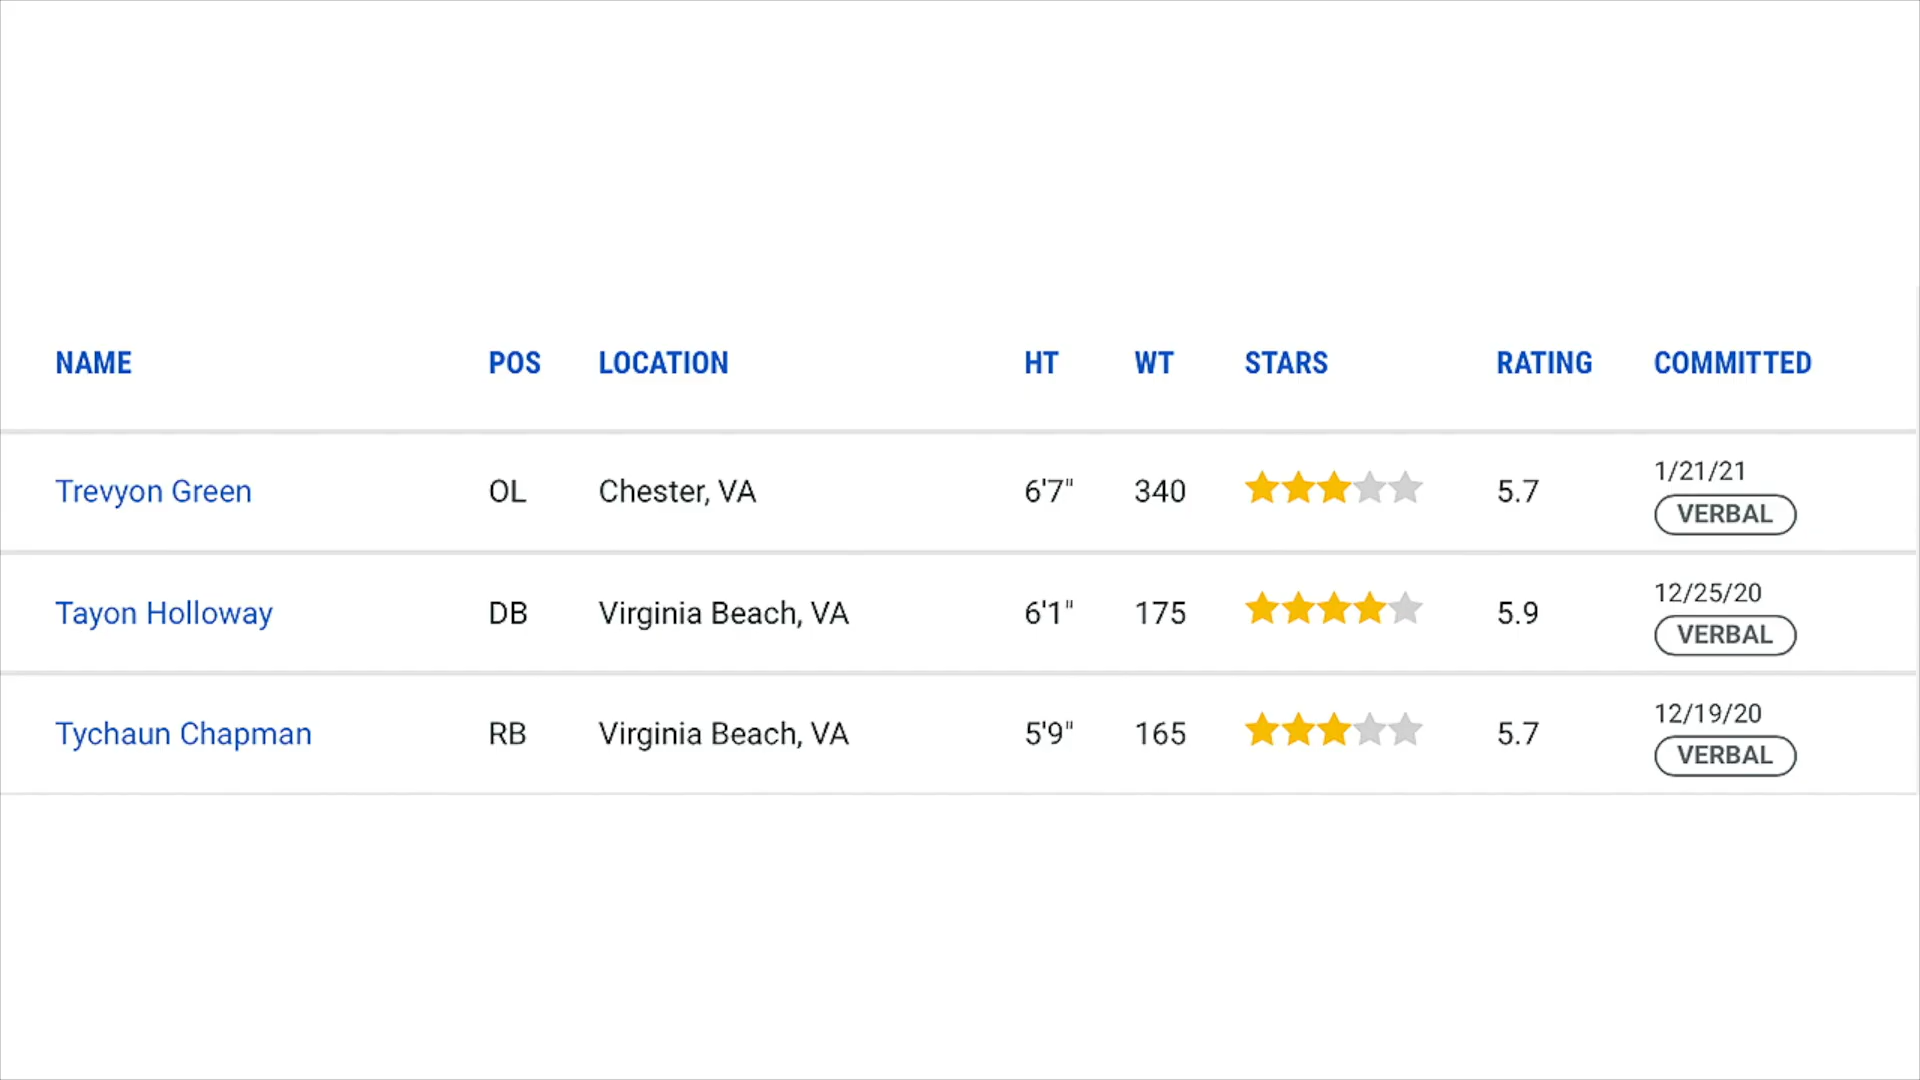 NAME POS LOCATION HT WT STARS RATING COMMITTED
Trevyon Green OL Chester, VA 6'7" 340 5.7 1/21/21
VERBAL
Tayon Holloway DB Virginia Beach, VA 6'1" 175 5.9 12/25/20
VERBAL
Tychaun Chapman RB Virginia Beach, VA 5'9" 165 5.7 12/19/20
VERBAL